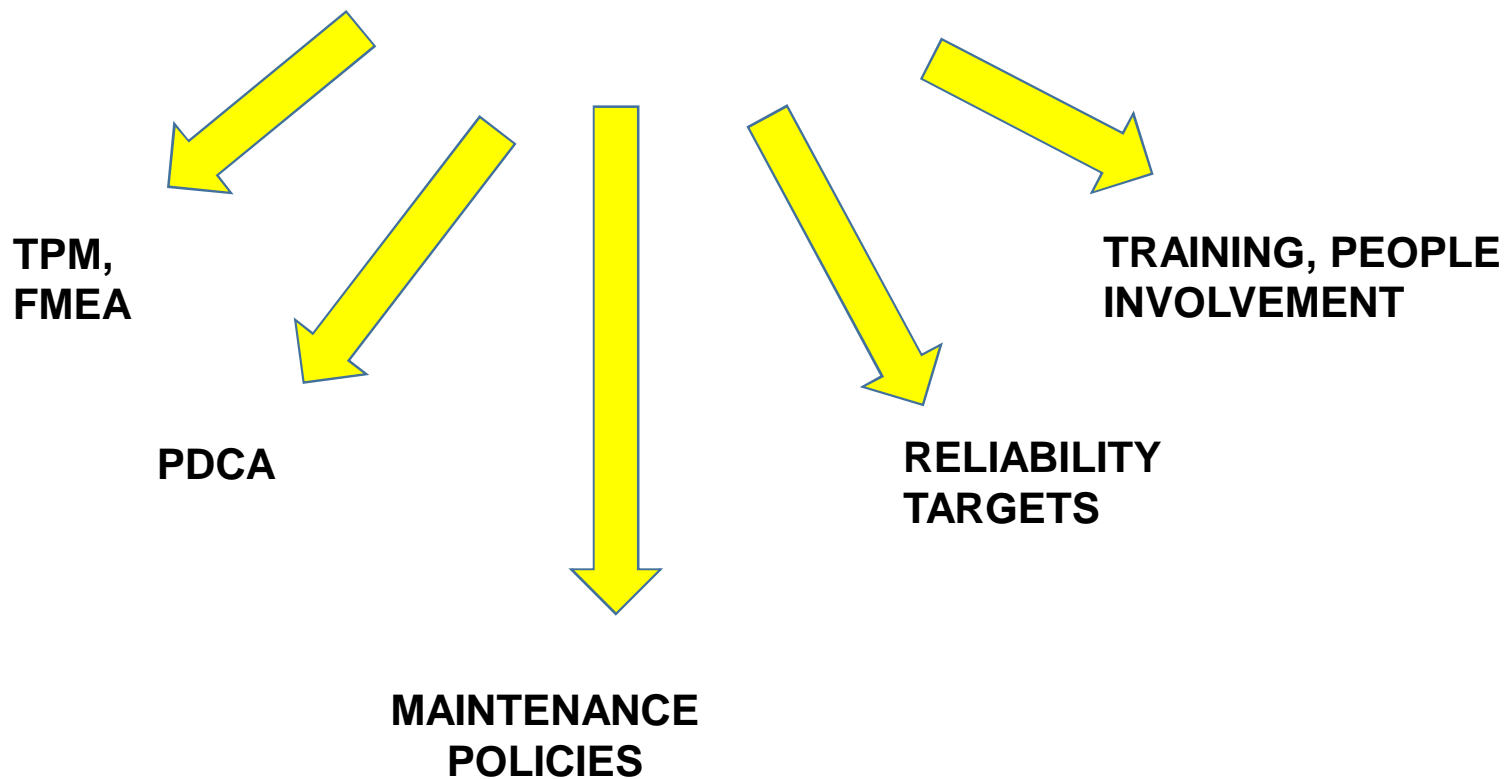 TPM,
FMEA
TRAINING, PEOPLE
INVOLVEMENT
PDCA
RELIABILITY
TARGETS
MAINTENANCE
POLICIES